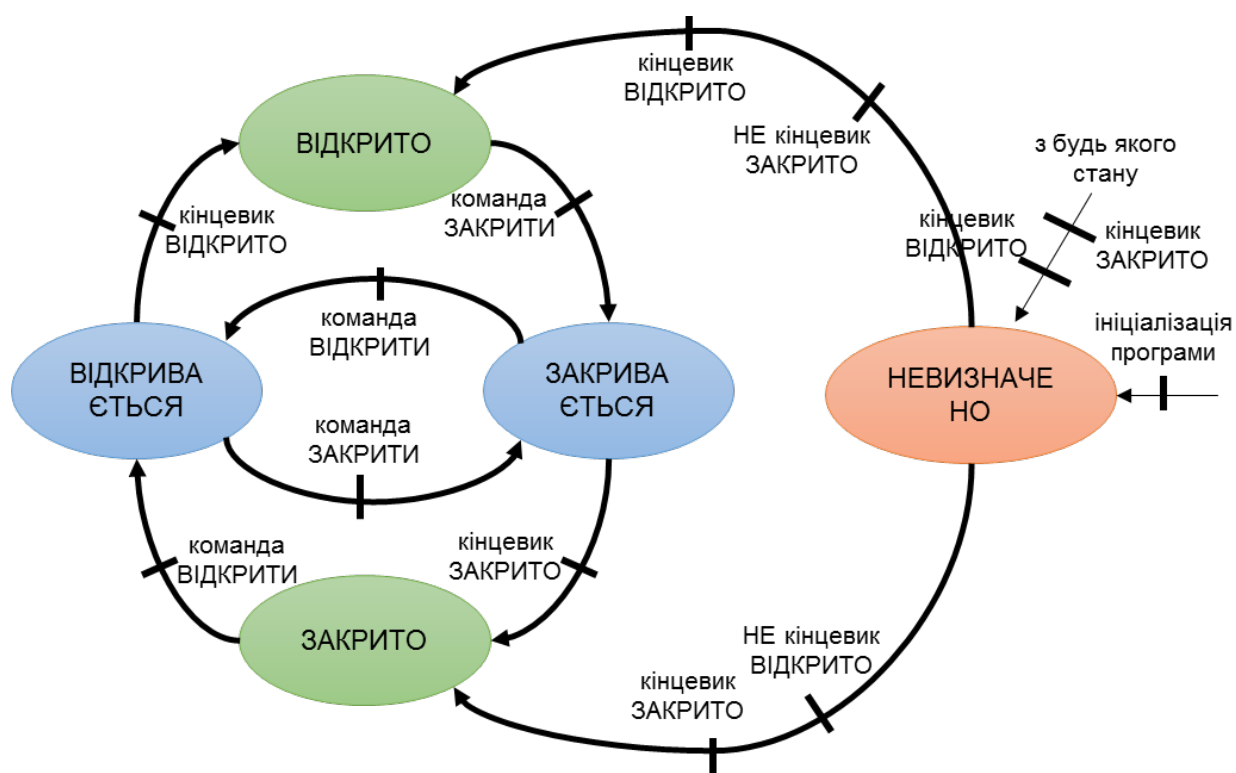 кінцевик
ВІДКРИТО
НЕ кінцевик
ЗАКРИТО
ВІДКРИТО
з будь якого
стану
кінцевик
ВІДКРИТО
команда
ЗАКРИТИ
кінцевик
ВІДКРИТО
кінцевик
ЗАКРИТО
команда
ВІДКРИТИ
ініціалізація
програми
ВІДКРИВА
ЄТЬСЯ
ЗАКРИВА
ЄТЬСЯ
НЕВИЗНАЧЕ
НО
команда
ЗАКРИТИ
команда
ВІДКРИТИ
кінцевик
ЗАКРИТО
ЗАКРИТО
НЕ кінцевик
ВІДКРИТО
кінцевик
ЗАКРИТО